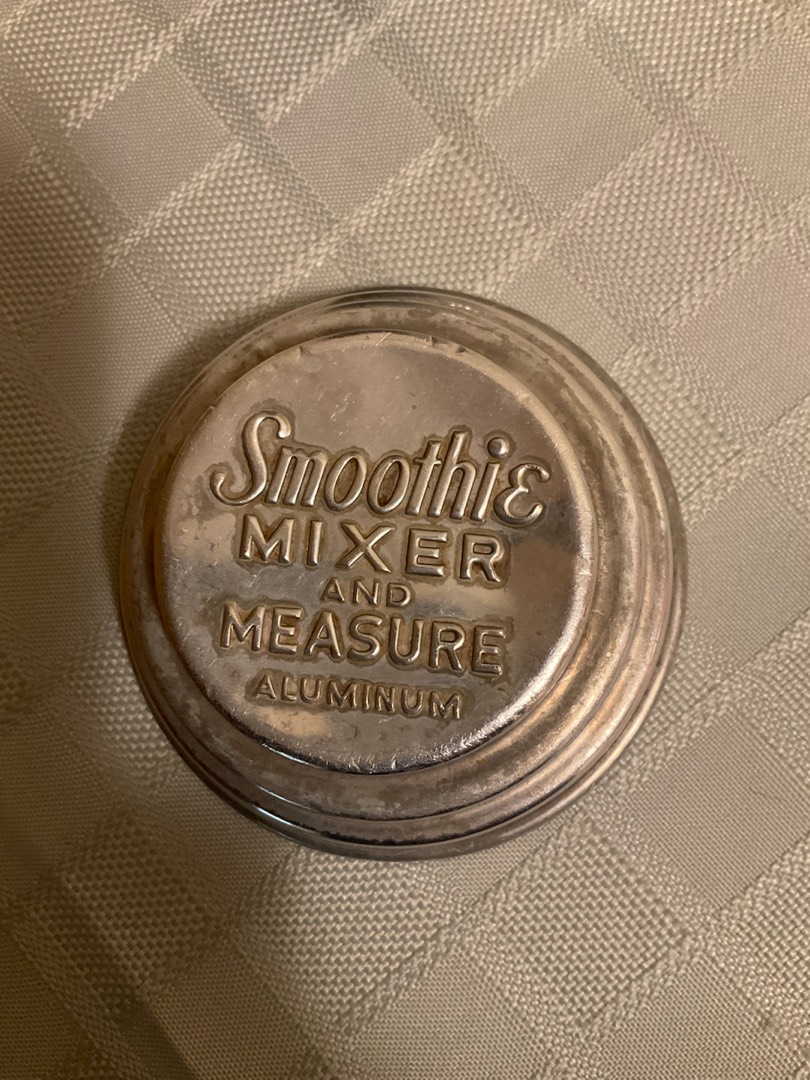 Smoothie
MIXER
AND
MEASURE
ALUMINUM